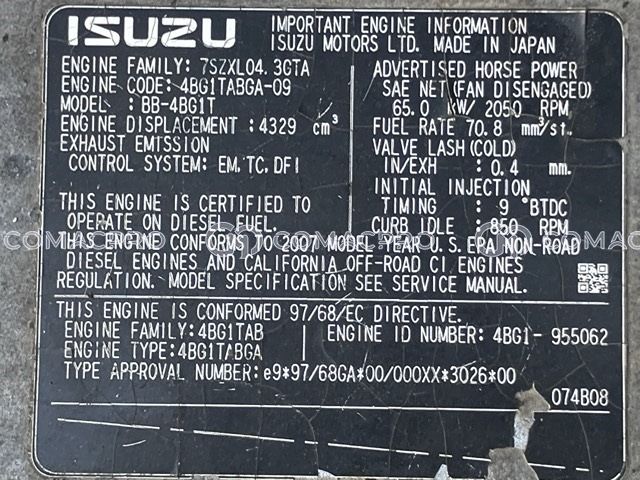 ISUZU
IMPORTANT ENGINE INFORMATION
ISUZU MOTORS LTD. MADE IN JAPAN
ENGINE FAMILY: 7SZXL04.3GTA
ENGINE CODE: 4BG1TABGA-09
MODEL : BB-4BG1T
ENGINE DISPLACEMENT : 4329 cm³
EXHAUST EMISSION
CONTROL SYSTEM: EM, TC, DFI
ADVERTISED HORSE POWER
SAE NET (FAN DISENGAGED)
65.0 KW/ 2050 RPM
FUEL RATE 70.8 mm³/st.
VALVE LASH (COLD)
IN/EXH : 0.4 mm.
INITIAL INJECTION
TIMING : 9 °BTDC
CURB IDLE : 850 RPM
THIS ENGINE IS CERTIFIED TO
OPERATE ON DIESEL FUEL.
THIS ENGINE CONFORMS TO 2007 MODEL YEAR U.S. EPA NON-ROAD
DIESEL ENGINES AND CALIFORNIA OFF-ROAD CI ENGINES
REGULATION. MODEL SPECIFICATION SEE SERVICE MANUAL.
THIS ENGINE IS CONFORMED 97/68/EC DIRECTIVE.
ENGINE FAMILY: 4BG1TAB
ENGINE ID NUMBER: 4BG1- 955062
ENGINE TYPE: 4BG1TABGA
TYPE APPROVAL NUMBER: e9*97/68GA*00/000XX*3026*00
074B08